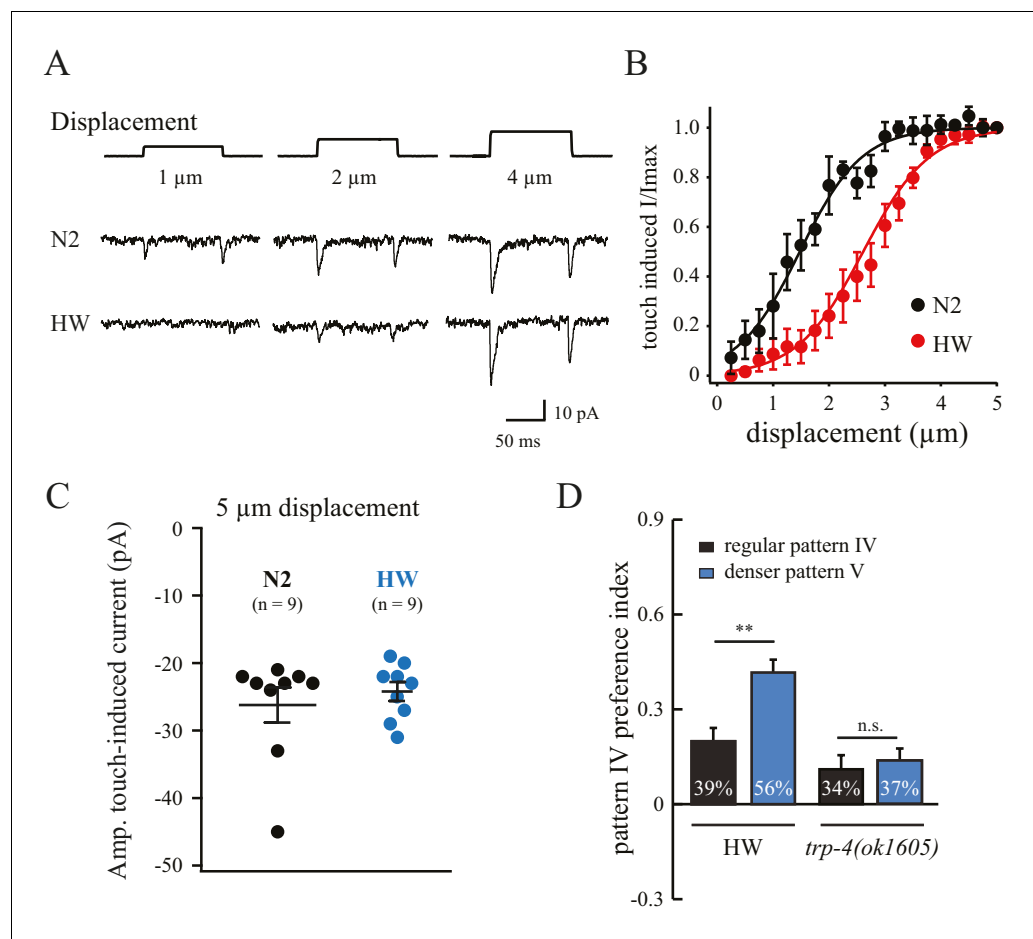 A
Displacement
1 µm
2 µm
4 µm
N2
HW
10 pA
50 ms
B
touch induced I/Imax
1.0
0.8
0.6
0.4
0.2
0
N2
HW
0
1
2
3
4
5
displacement (µm)
C
5 µm displacement
Amp. touch-induced current (pA)
0
-10
-20
-30
-40
-50
N2
(n = 9)
HW
(n = 9)
D
pattern IV preference index
0.9
0.6
0.3
0
-0.3
regular pattern IV
denser pattern V
**
n.s.
39%
56%
34%
37%
HW
trp-4(ok1605)